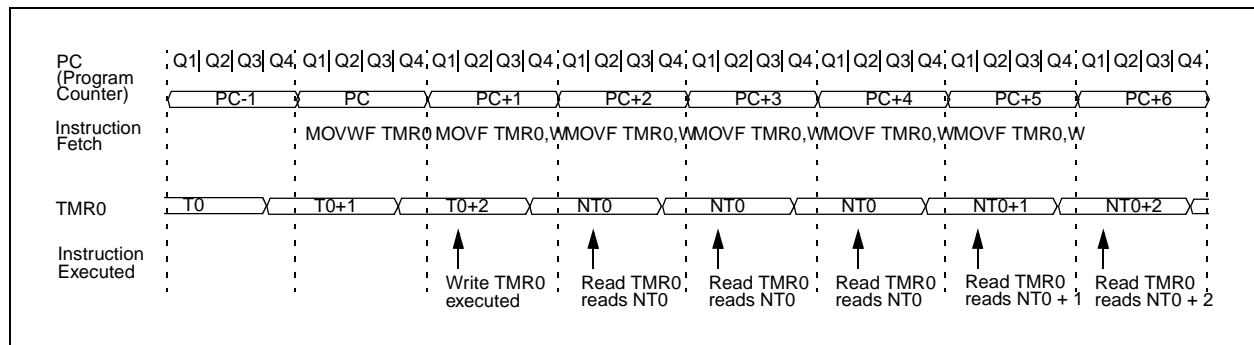 PC (Program Counter)
Q1 Q2 Q3 Q4 Q1 Q2 Q3 Q4 Q1 Q2 Q3 Q4 Q1 Q2 Q3 Q4 Q1 Q2 Q3 Q4 Q1 Q2 Q3 Q4 Q1 Q2 Q3 Q4 Q1 Q2 Q3 Q4
PC-1 PC PC+1 PC+2 PC+3 PC+4 PC+5 PC+6
Instruction Fetch
MOVWF TMR0 MOVF TMR0,W MOVF TMR0,W MOVF TMR0,W MOVF TMR0,W MOVF TMR0,W
TMR0
T0 T0+1 T0+2 NT0 NT0 NT0 NT0+1 NT0+2
Instruction Executed
Write TMR0 executed
Read TMR0 reads NT0
Read TMR0 reads NT0
Read TMR0 reads NT0
Read TMR0 reads NT0 + 1
Read TMR0 reads NT0 + 2